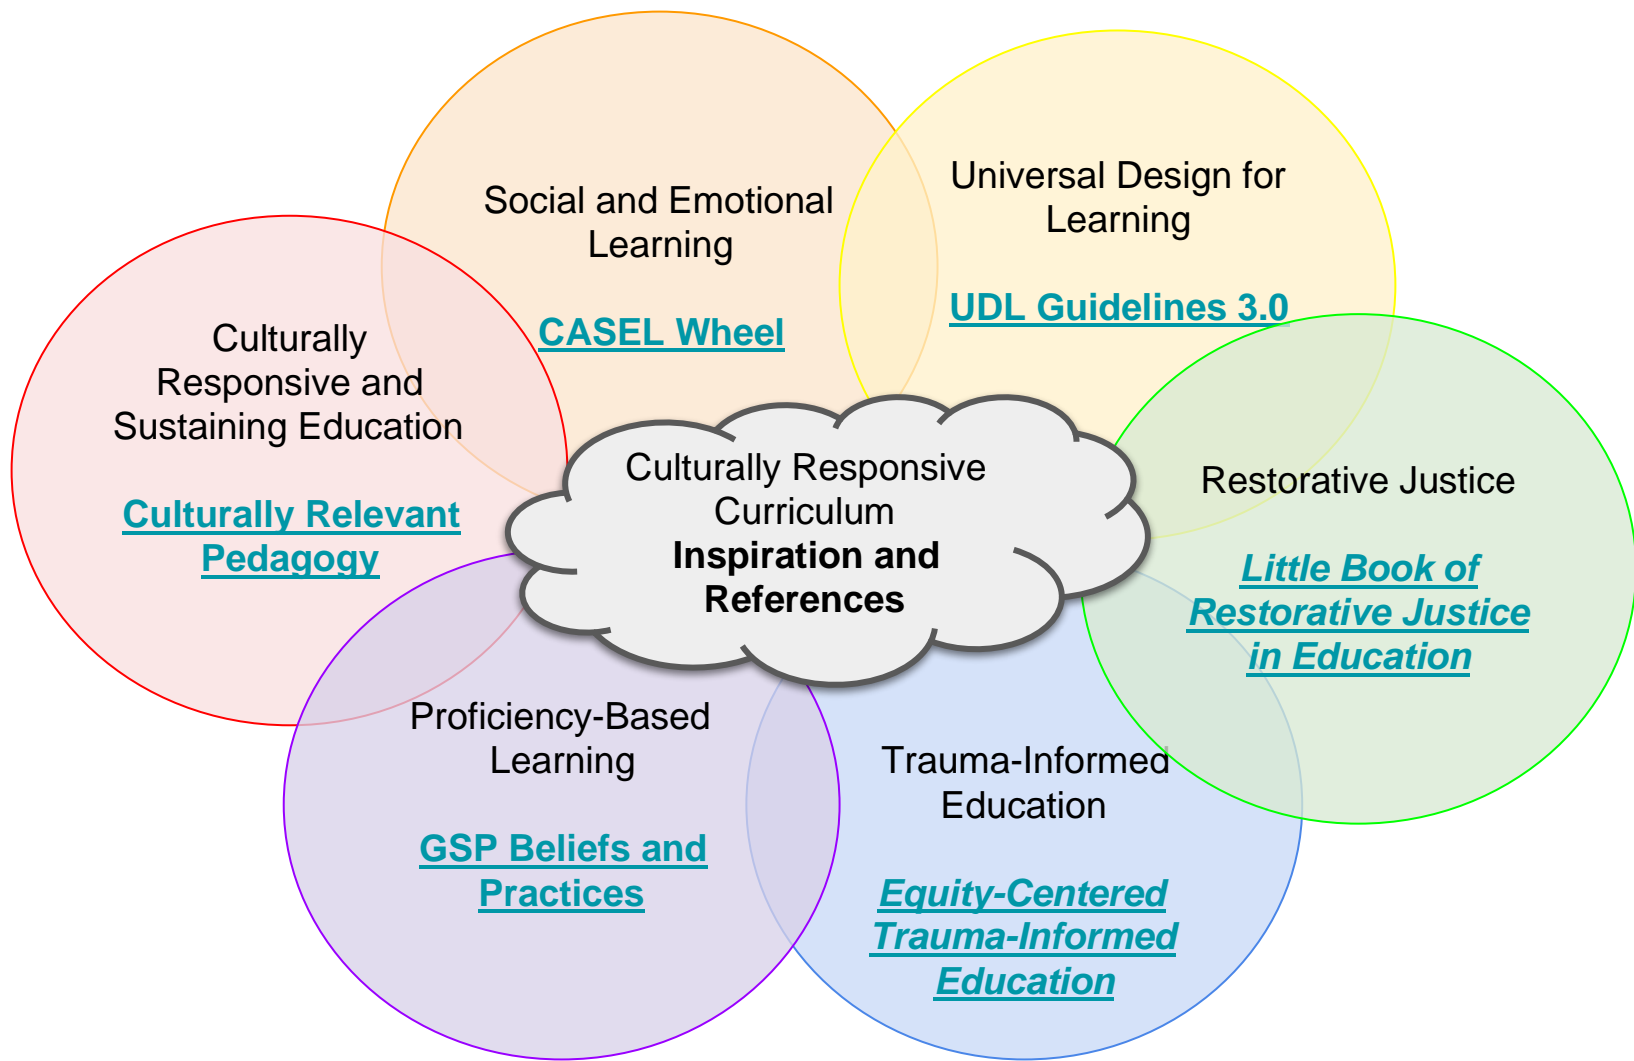 Social and Emotional
Learning
CASEL Wheel
Universal Design for
Learning
UDL Guidelines 3.0
Culturally
Responsive and
Sustaining Education
Culturally Relevant
Pedagogy
Culturally Responsive
Curriculum
Inspiration and
References
Restorative Justice
Little Book of
Restorative Justice
in Education
Proficiency-Based
Learning
GSP Beliefs and
Practices
Trauma-Informed
Education
Equity-Centered
Trauma-Informed
Education